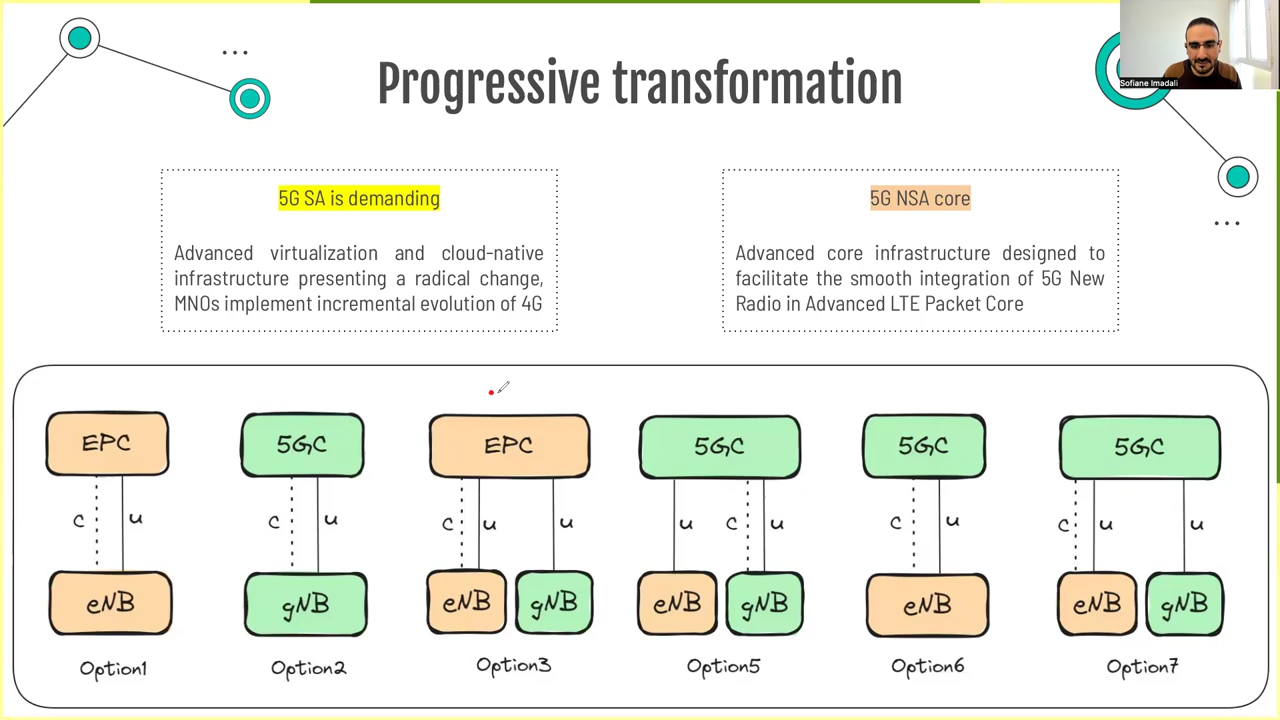 Progressive transformation
Sofiane Imadali
5G SA is demanding
Advanced virtualization and cloud-native
infrastructure presenting a radical change,
MNOs implement incremental evolution of 4G
5G NSA core
Advanced core infrastructure designed to
facilitate the smooth integration of 5G New
Radio in Advanced LTE Packet Core
EPC
c u
eNB
Option1
5GC
c u
gNB
Option2
EPC
c u u
eNB gNB
Option3
5GC
u c u
eNB gNB
Option5
5GC
c u
eNB
Option6
5GC
c u u
eNB gNB
Option7